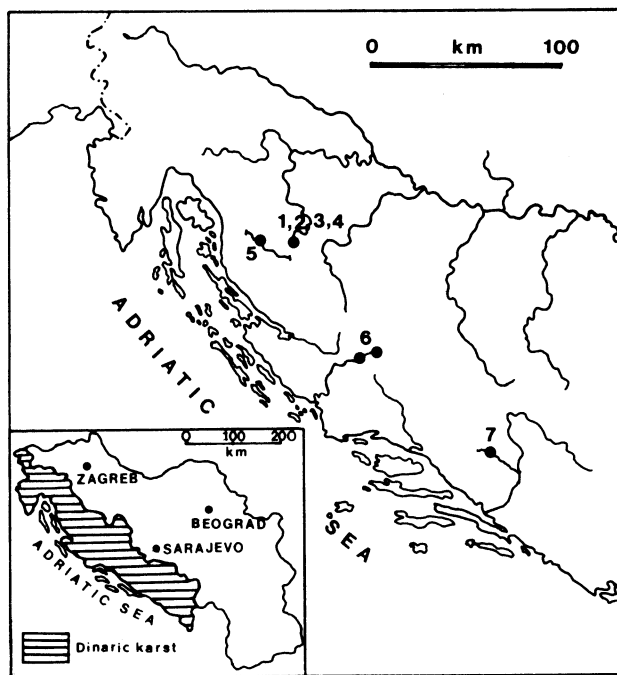 0 km 100
1,2,3,4
5
ADRIATIC
6
7
SEA
0 100 200
km
ZAGREB
BEOGRAD
SARAJEVO
ADRIATIC SEA
Dinaric karst